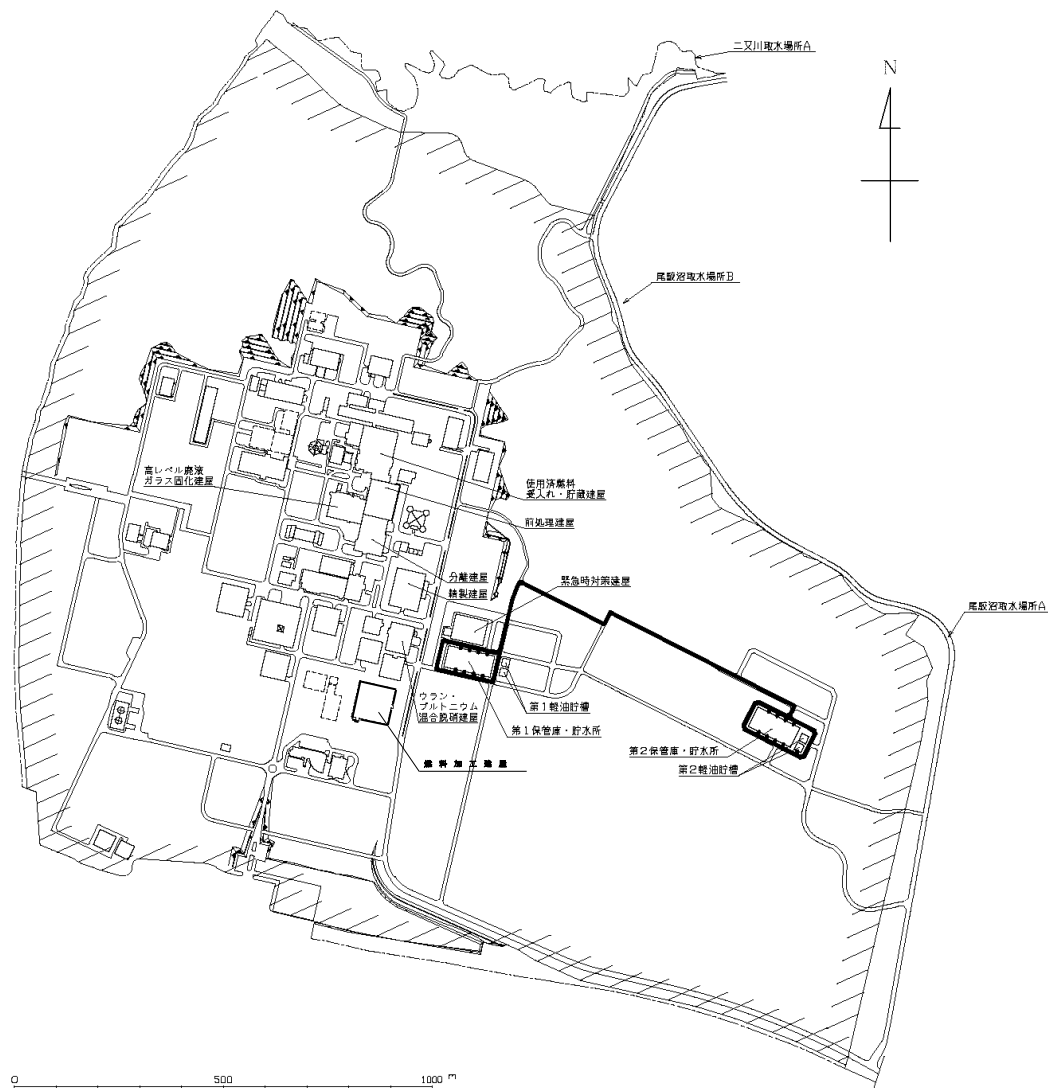 二又川取水場所A
N
尾駮沼取水場所B
高レベル廃液
ガラス固化建屋
使用済燃料
受入れ・貯蔵建屋
前処理建屋
分離建屋
精製建屋
緊急時対策建屋
尾駮沼取水場所A
ウラン・
プルトニウム
混合脱硝建屋
第1軽油貯槽
第1保管庫・貯水所
第2保管庫・貯水所
第2軽油貯槽
燃料加工建屋
0 500 1000 m